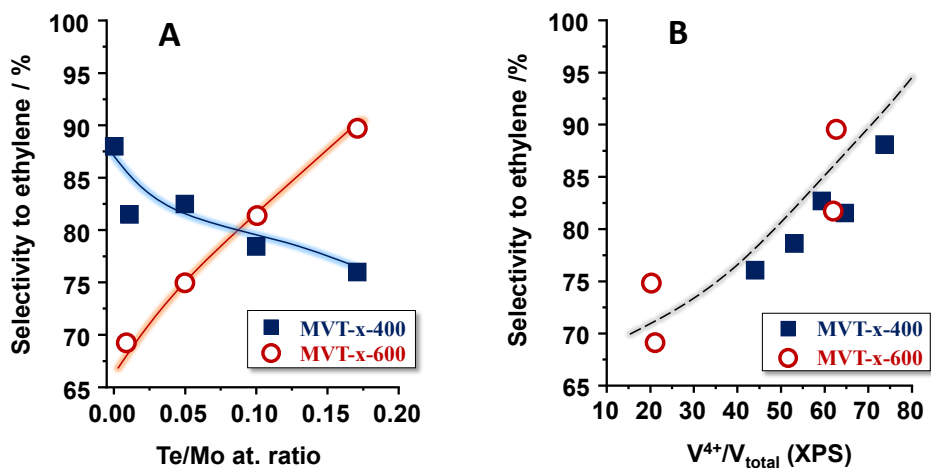 A
Selectivity to ethylene / %
100
95
90
85
80
75
70
65
0.00 0.05 0.10 0.15 0.20
Te/Mo at. ratio
MVT-x-400
MVT-x-600
B
Selectivity to ethylene /%
100
95
90
85
80
75
70
65
10 20 30 40 50 60 70 80
V⁴⁺/V_total (XPS)
MVT-x-400
MVT-x-600